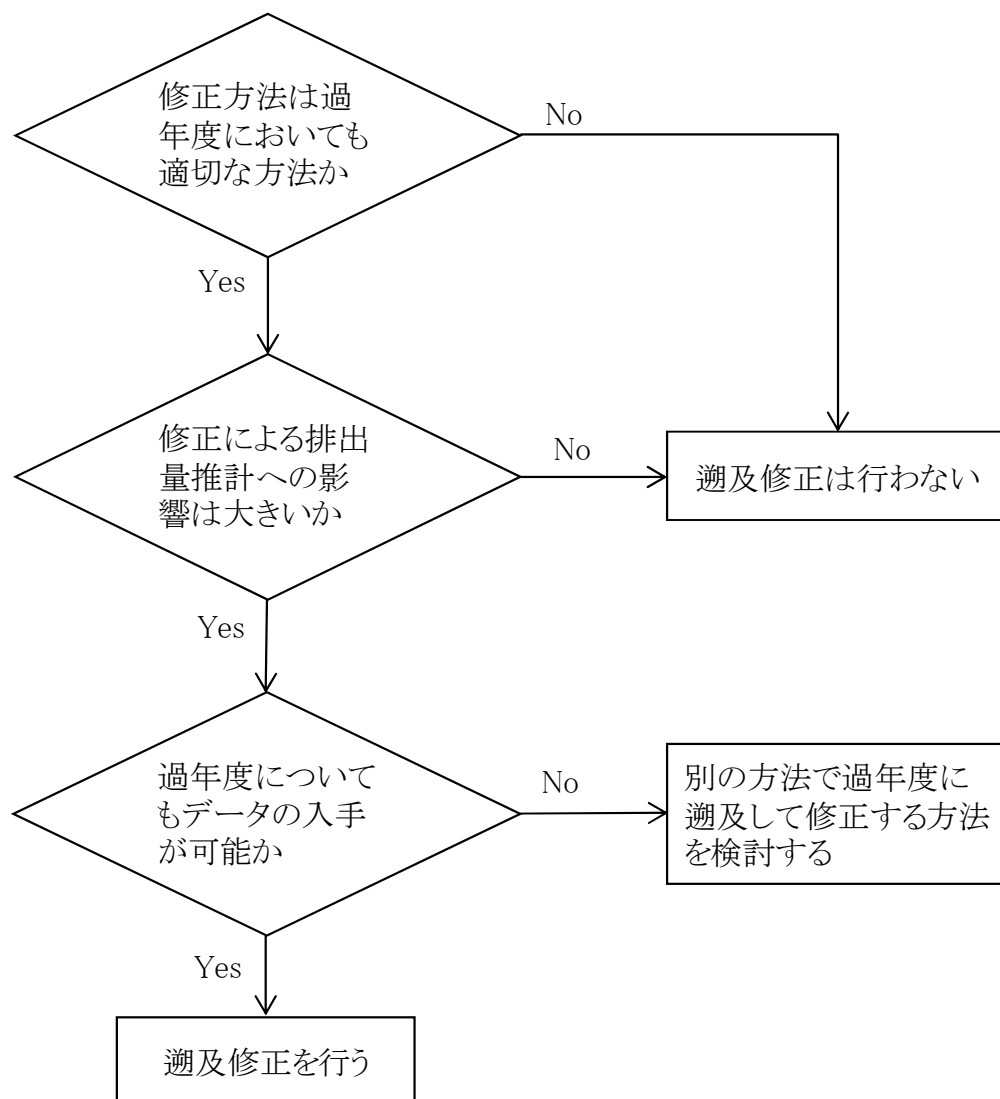 修正方法は過
年度においても
適切な方法か
No
Yes
修正による排出
量推計への影
響は大きいか
No
遡及修正は行わない
Yes
過年度について
もデータの入手
が可能か
No
別の方法で過年度に
遡及して修正する方法
を検討する
Yes
遡及修正を行う